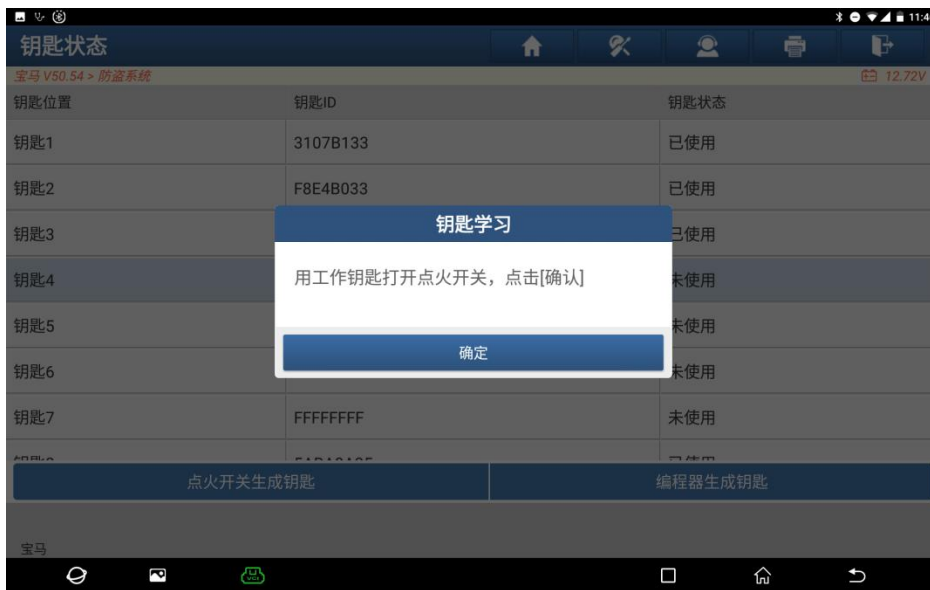 11:4
钥匙状态
宝马 V50.54 > 防盗系统
12.72V
钥匙位置 钥匙ID 钥匙状态
钥匙1 3107B133 已使用
钥匙2 F8E4B033 已使用
钥匙学习
钥匙3 已使用
用工作钥匙打开点火开关，点击[确认]
钥匙4 未使用
钥匙5 未使用
确定
钥匙6 未使用
钥匙7 FFFFFFFF 未使用
点火开关生成钥匙 编程器生成钥匙
宝马
VCI